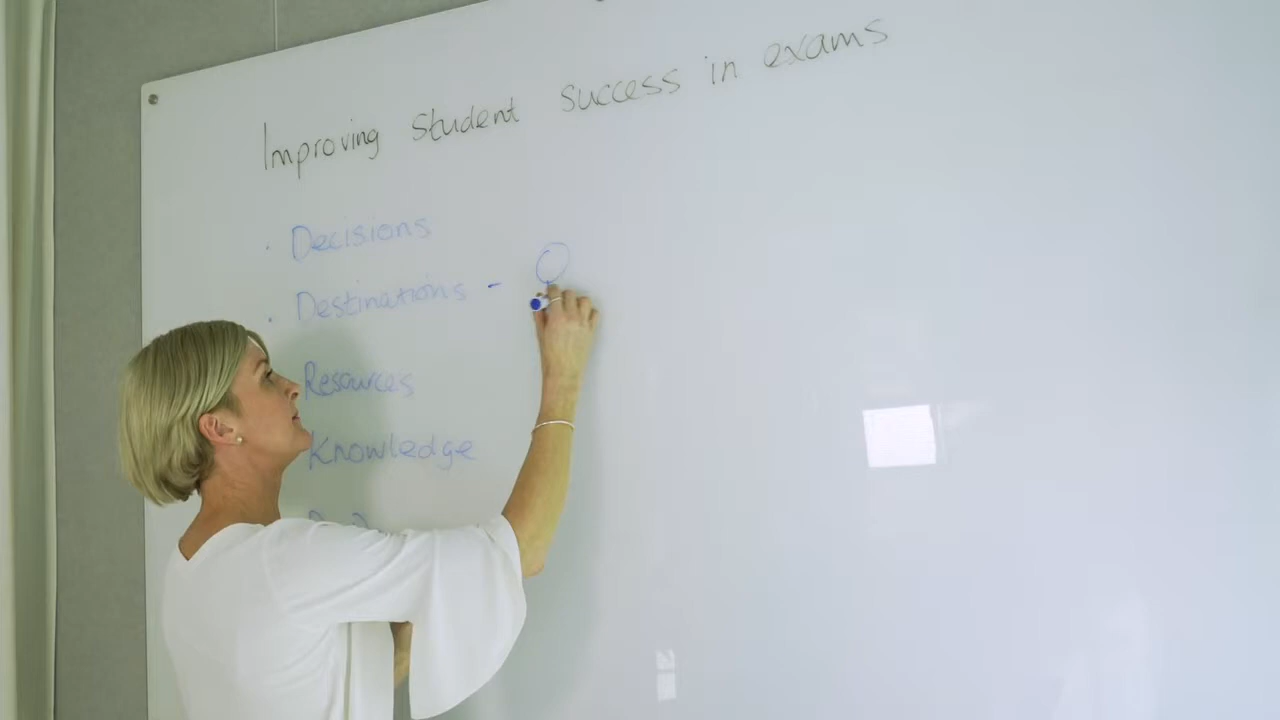 Improving Student Success in exams
· Decisions
· Destinations -
Resources
Knowledge